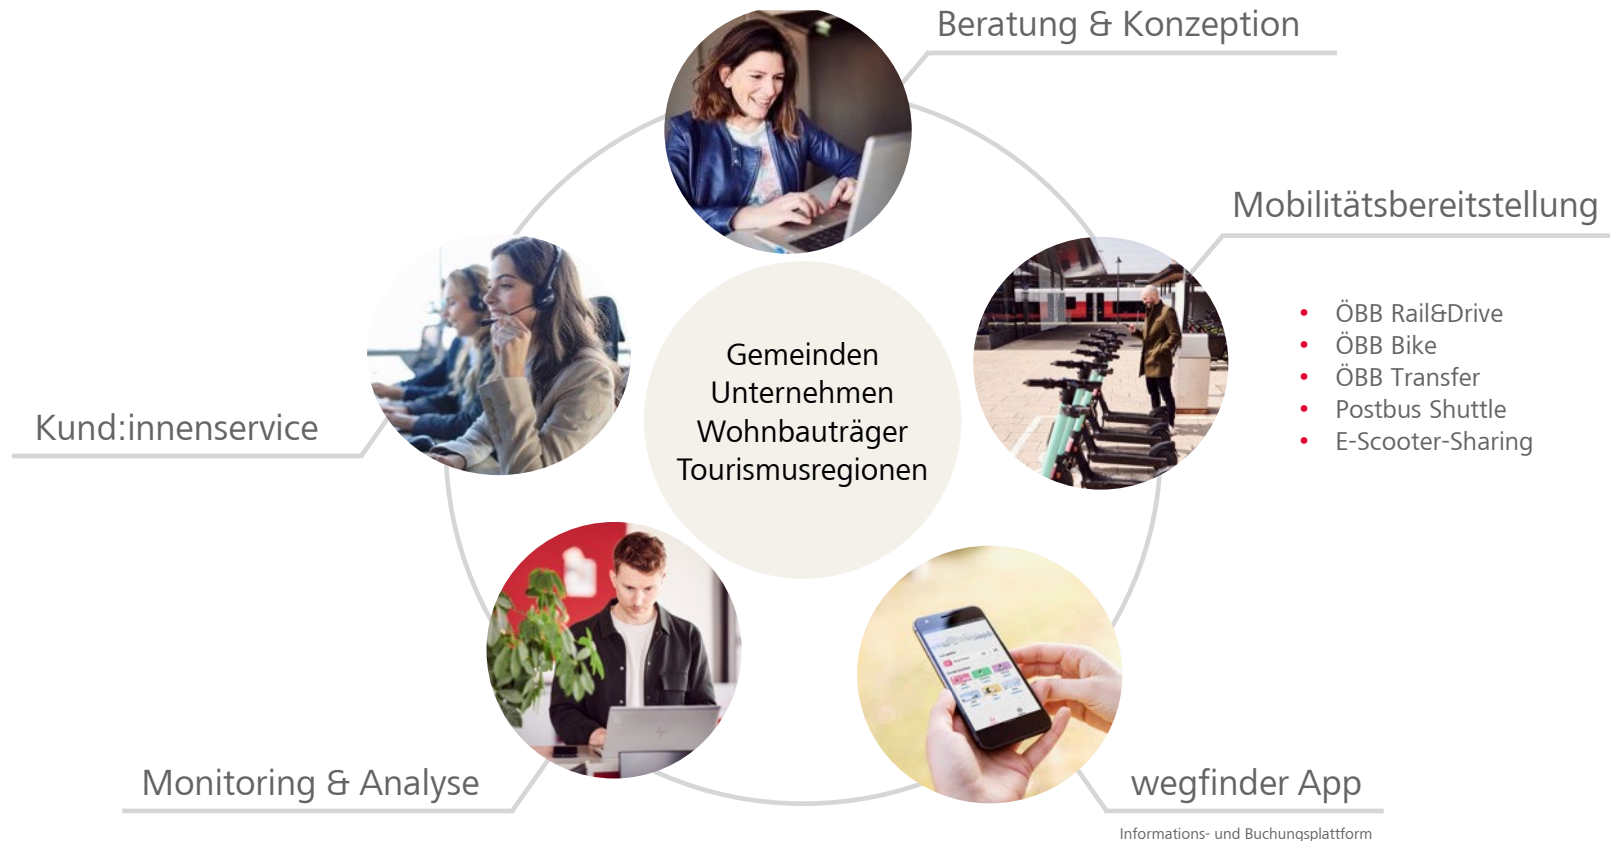 Beratung & Konzeption
Mobilitätsbereitstellung
• ÖBB Rail&Drive
• ÖBB Bike
• ÖBB Transfer
• Postbus Shuttle
• E-Scooter-Sharing
Gemeinden
Unternehmen
Wohnbauträger
Tourismusregionen
Kund:innenservice
Monitoring & Analyse
wegfinder App
Informations- und Buchungsplattform